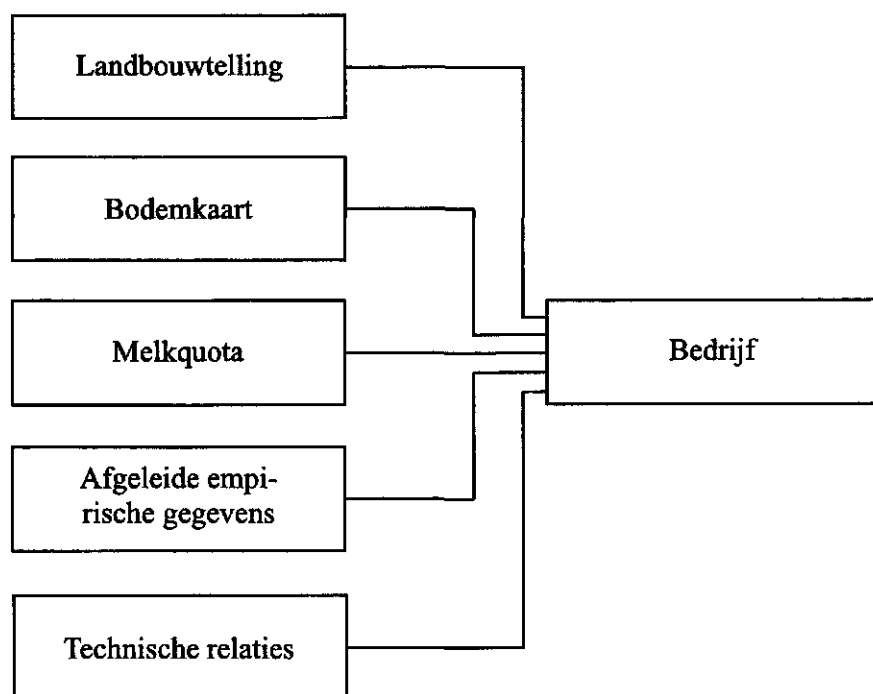 Landbouwtelling
Bodemkaart
Melkquota
Bedrijf
Afgeleide empi-
rische gegevens
Technische relaties